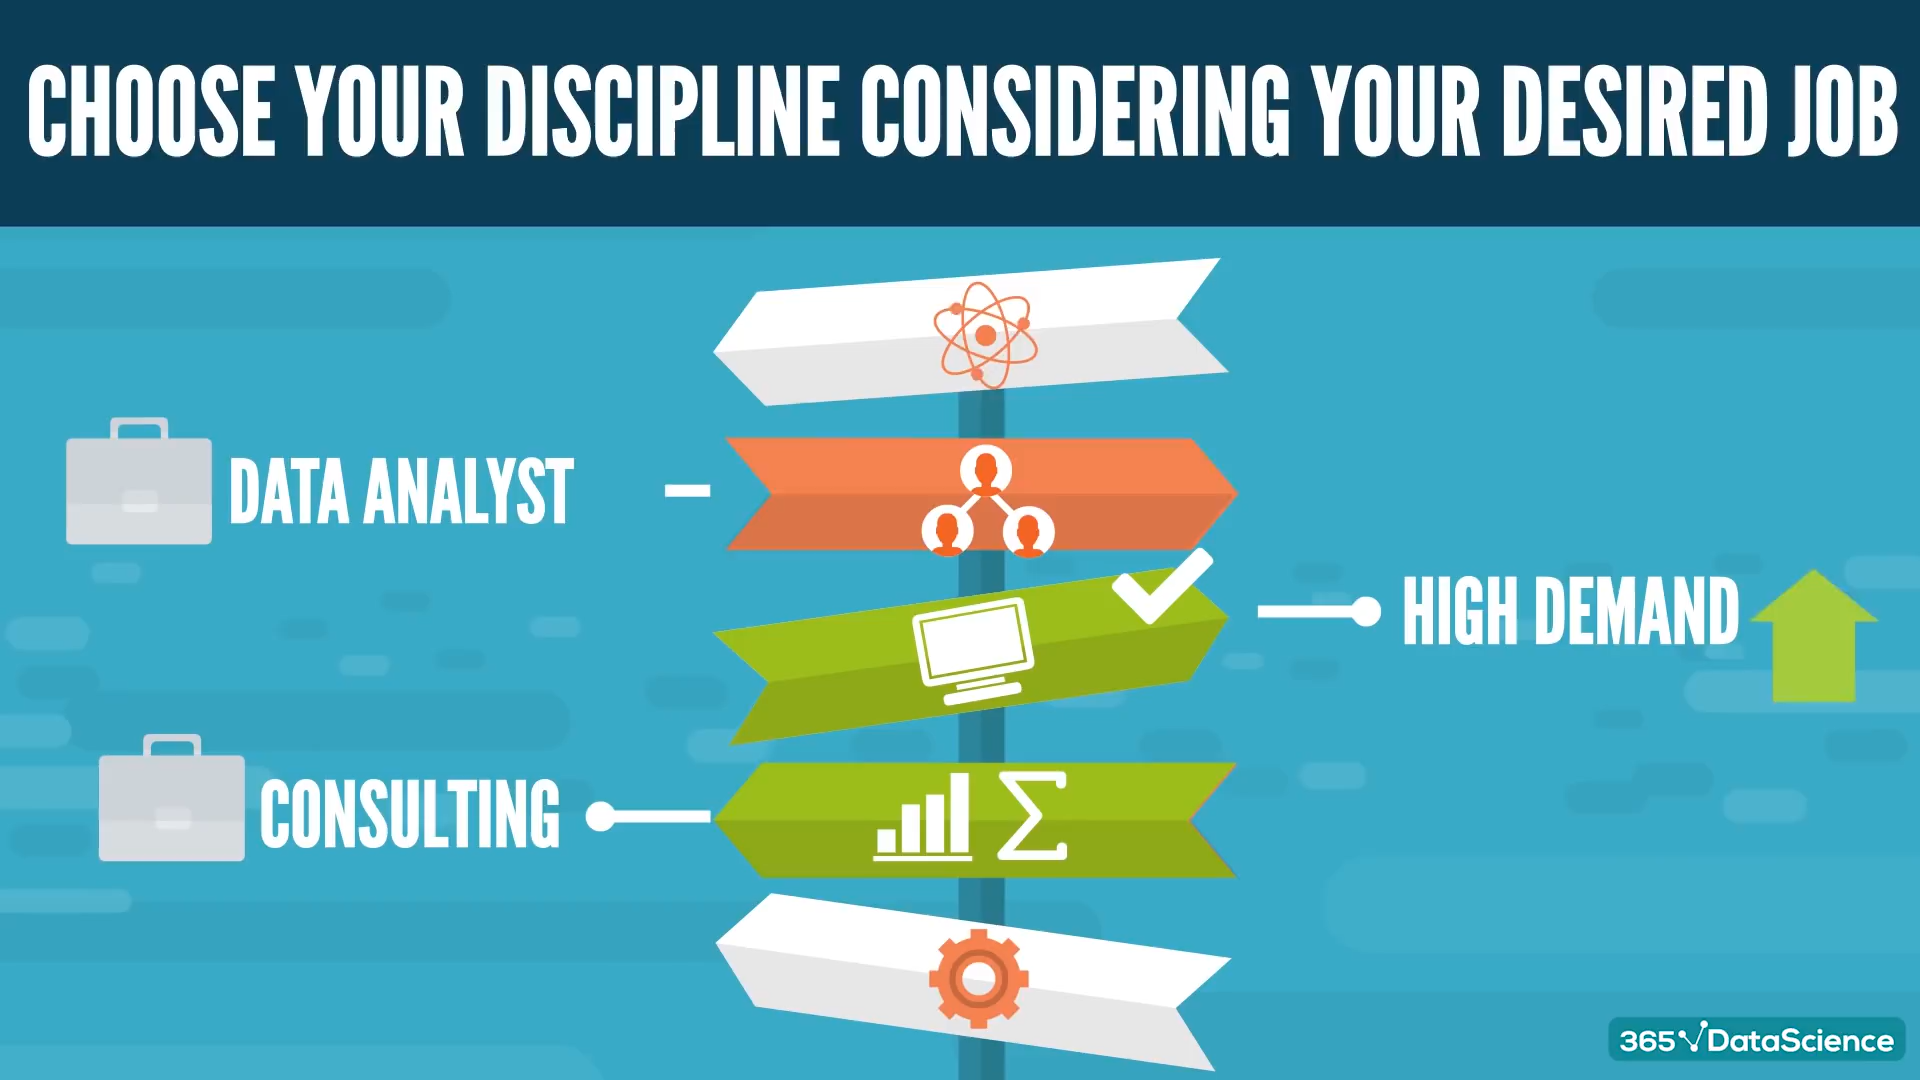 CHOOSE YOUR DISCIPLINE CONSIDERING YOUR DESIRED JOB
DATA ANALYST
HIGH DEMAND
CONSULTING
Σ
365 DataScience